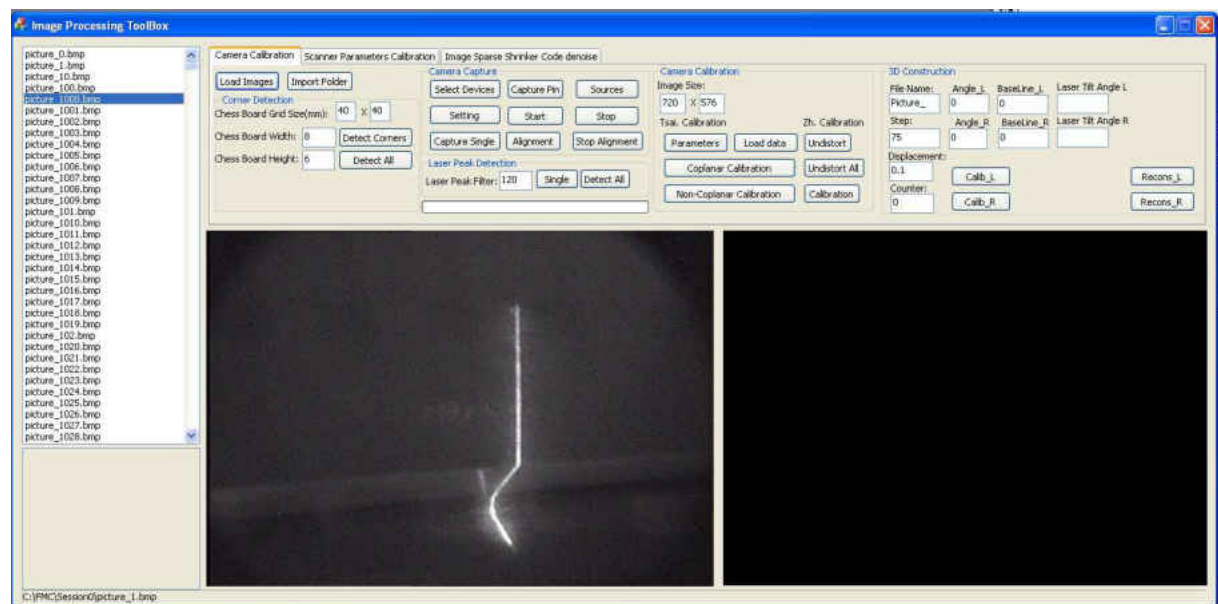 Image Processing ToolBox
picture_0.bmp
picture_1.bmp
picture_10.bmp
picture_100.bmp
picture_1000.bmp
picture_1001.bmp
picture_1002.bmp
picture_1003.bmp
picture_1004.bmp
picture_1005.bmp
picture_1006.bmp
picture_1007.bmp
picture_1008.bmp
picture_1009.bmp
picture_101.bmp
picture_1010.bmp
picture_1011.bmp
picture_1012.bmp
picture_1013.bmp
picture_1014.bmp
picture_1015.bmp
picture_1016.bmp
picture_1017.bmp
picture_1018.bmp
picture_1019.bmp
picture_102.bmp
picture_1020.bmp
picture_1021.bmp
picture_1022.bmp
picture_1023.bmp
picture_1024.bmp
picture_1025.bmp
picture_1026.bmp
picture_1027.bmp
picture_1028.bmp
Camera Calibration Scanner Parameters Calibration Image Sparse Shrinker Code denoise
Load Images Import Folder
Corner Detection
Chess Board Grid Size(mm): 40 X 40
Chess Board Width: 8 Detect Corners
Chess Board Height: 6 Detect All
Camera Capture
Select Devices Capture Pin Sources
Setting Start Stop
Capture Single Alignment Stop Alignment
Laser Peak Detection
Laser Peak Filter: 120 Single Detect All
Camera Calibration
Image Size:
720 X 576
Tsai. Calibration Zh. Calibration
Parameters Load data Undistort
Coplanar Calibration Undistort All
Non-Coplanar Calibration Calibration
3D Construction
File Name: Angle_L BaseLine_L Laser Tilt Angle L
Picture_ 0 0
Step: Angle_R BaseLine_R Laser Tilt Angle R
75 0 0
Displacement:
0.1 Calib_L Recons_L
Counter:
0 Calib_R Recons_R
C:\FMC\Session0\picture_1.bmp